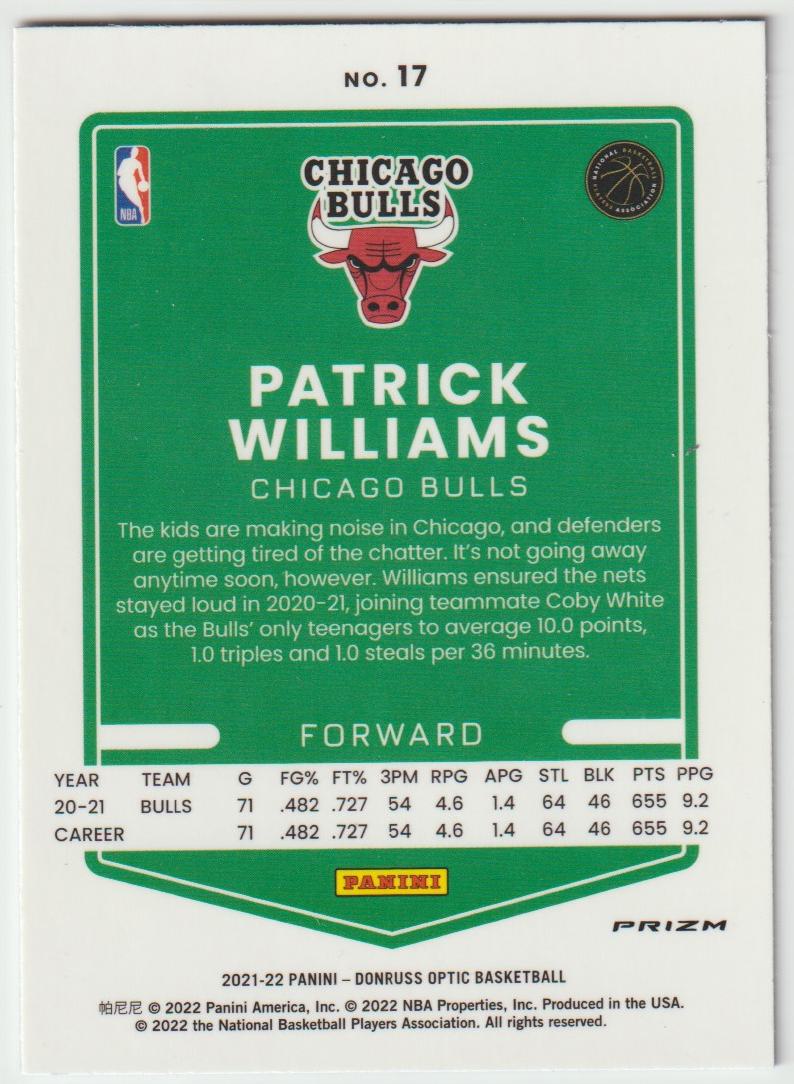 NO. 17
NBA
CHICAGO
BULLS
NATIONAL BASKETBALL
PLAYERS ASSOCIATION
PATRICK
WILLIAMS
CHICAGO BULLS
The kids are making noise in Chicago, and defenders
are getting tired of the chatter. It's not going away
anytime soon, however. Williams ensured the nets
stayed loud in 2020-21, joining teammate Coby White
as the Bulls' only teenagers to average 10.0 points,
1.0 triples and 1.0 steals per 36 minutes.
FORWARD
YEAR TEAM G FG% FT% 3PM RPG APG STL BLK PTS PPG
20-21 BULLS 71 .482 .727 54 4.6 1.4 64 46 655 9.2
CAREER 71 .482 .727 54 4.6 1.4 64 46 655 9.2
PANINI
PRIZM
2021-22 PANINI – DONRUSS OPTIC BASKETBALL
帕尼尼 © 2022 Panini America, Inc. © 2022 NBA Properties, Inc. Produced in the USA.
© 2022 the National Basketball Players Association. All rights reserved.